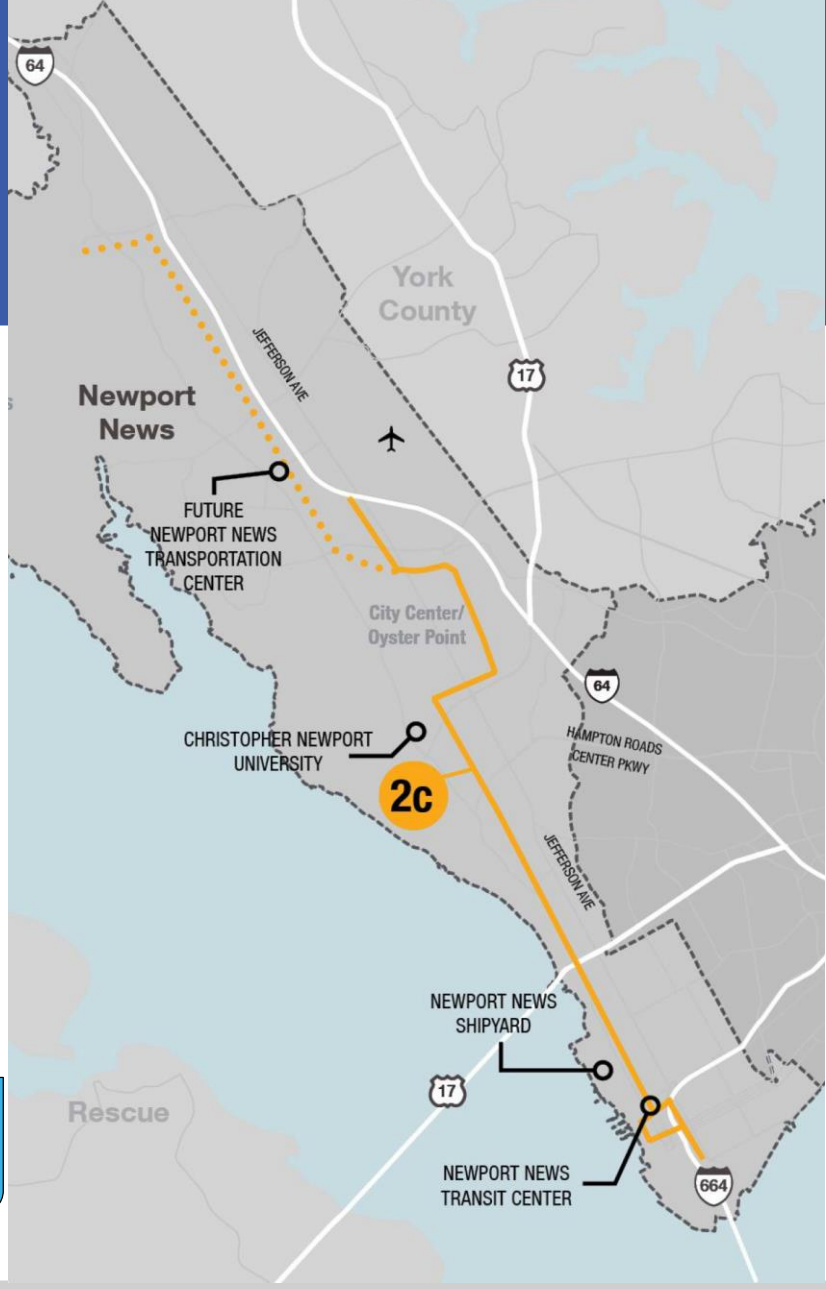 64
York
County
17
JEFFERSON AVE
Newport
News
FUTURE
NEWPORT NEWS
TRANSPORTATION
CENTER
City Center/
Oyster Point
64
CHRISTOPHER NEWPORT
UNIVERSITY
HAMPTON ROADS
CENTER PKWY
2c
JEFFERSON AVE
NEWPORT NEWS
SHIPYARD
17
Rescue
NEWPORT NEWS
TRANSIT CENTER
664